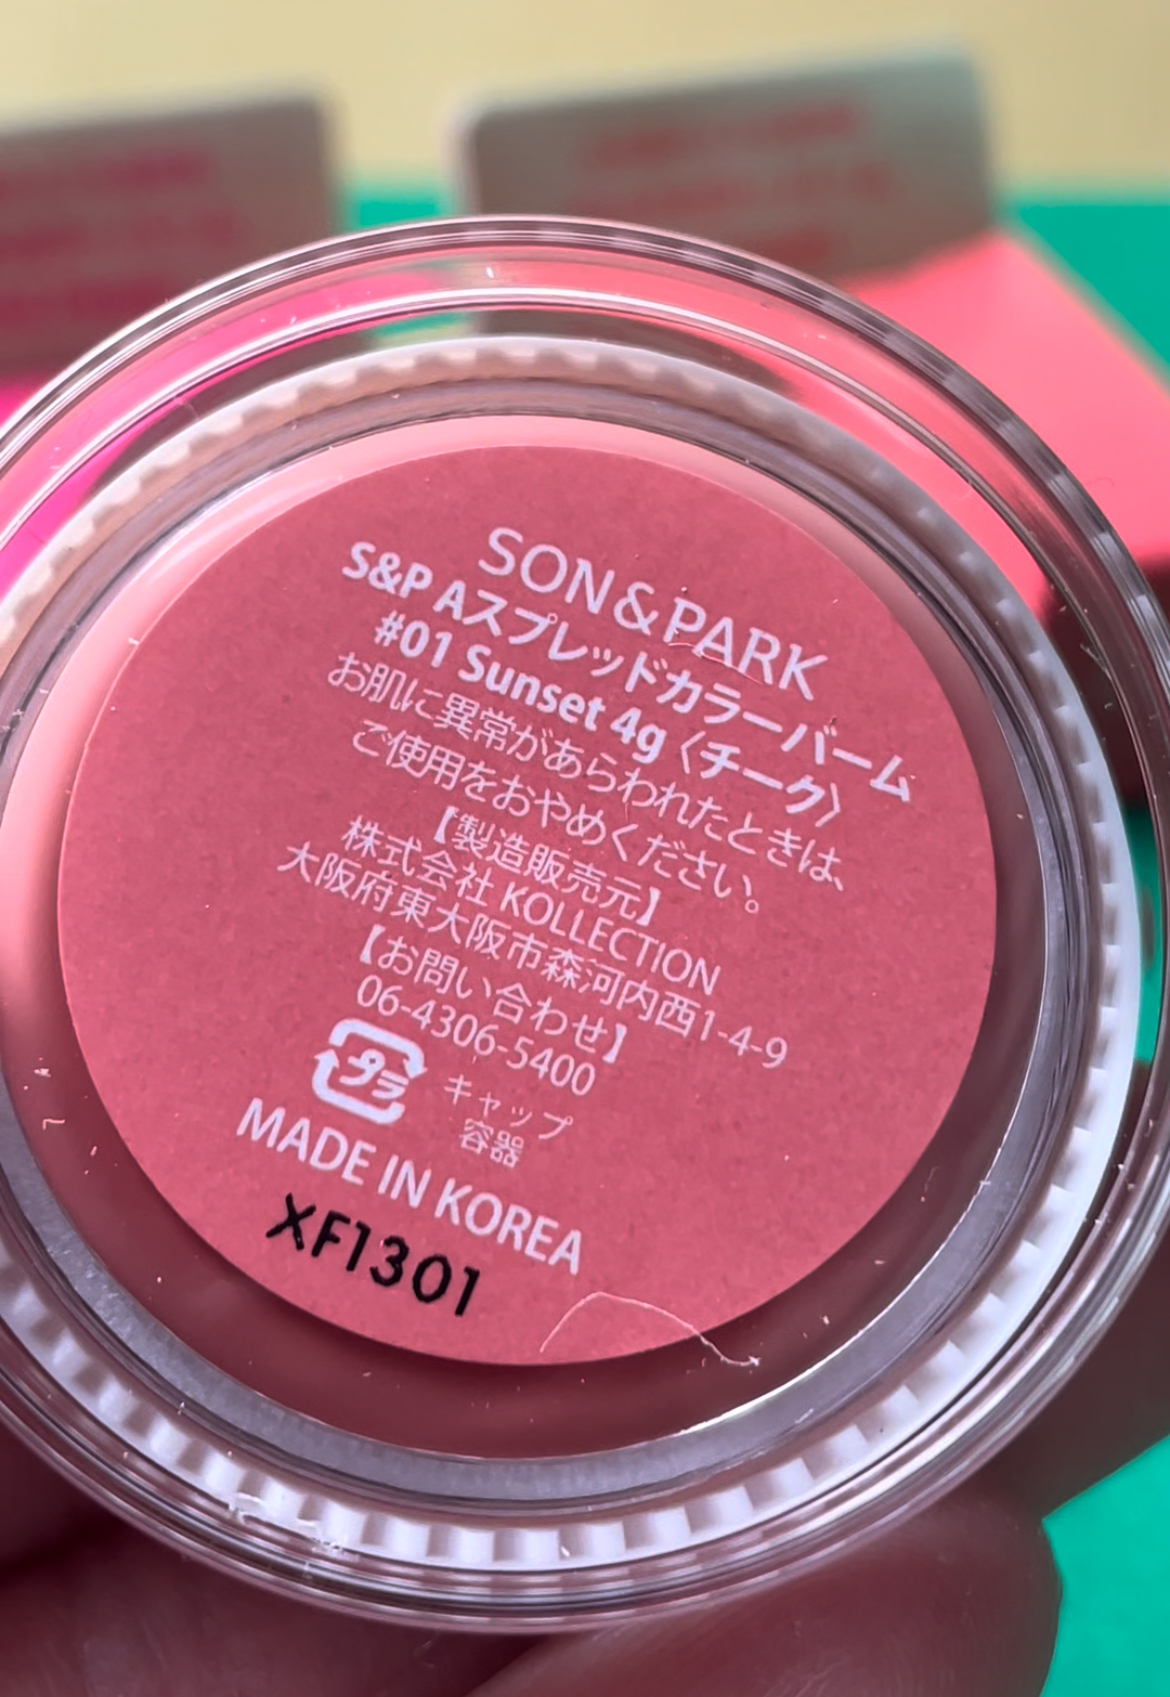 SON&PARK
S&P Aスプレッドカラーバーム
#01 Sunset 4g〈チーク〉
お肌に異常があらわれたときは、
ご使用をおやめください。
【製造販売元】
株式会社 KOLLECTION
大阪府東大阪市森河内西1-4-9
【お問い合わせ】
06-4306-5400
プラ キャップ
容器
MADE IN KOREA
XF1301